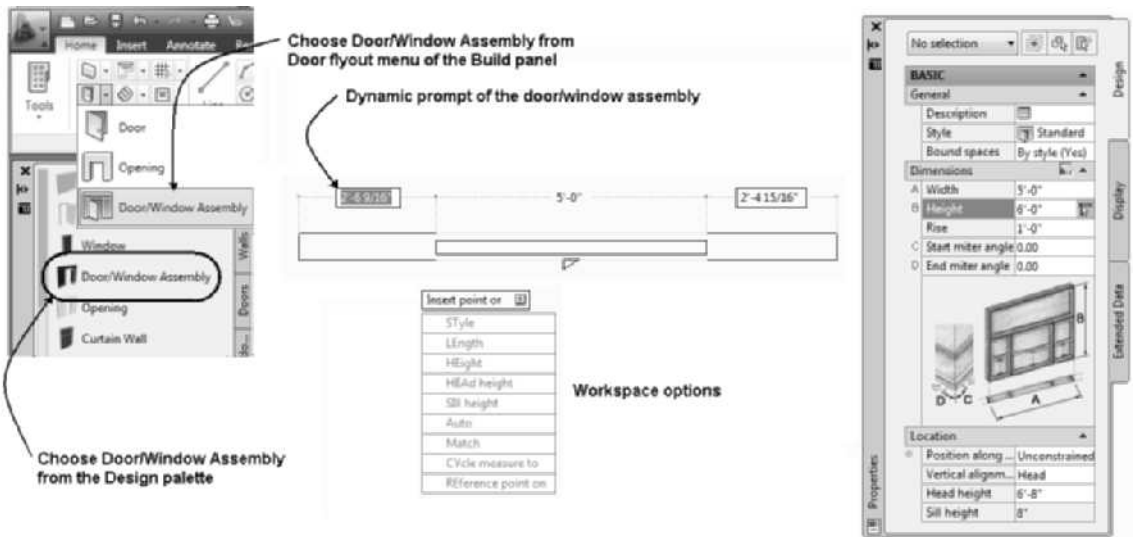 Home Insert Annotate
Choose Door/Window Assembly from
Door flyout menu of the Build panel
Tools
Door
Opening
Door/Window Assembly
Window
Door/Window Assembly
Opening
Curtain Wall
Walls
Doors
Choose Door/Window Assembly
from the Design palette
Dynamic prompt of the door/window assembly
2'-6 9/16"
5'-0"
2'-4 15/16"
Insert point or
STyle
LEngth
HEight
HEAd height
SIll height
Auto
Match
CYcle measure to
REference point on
Workspace options
No selection
BASIC
General
Description
Style Standard
Bound spaces By style (Yes)
Dimensions
A Width 5'-0"
B Height 6'-0"
Rise 1'-0"
C Start miter angle 0.00
D End miter angle 0.00
B
D C
A
Location
Position along ... Unconstrained
Vertical alignm... Head
Head height 6'-8"
Sill height 8"
Design
Display
Extended Data
Properties